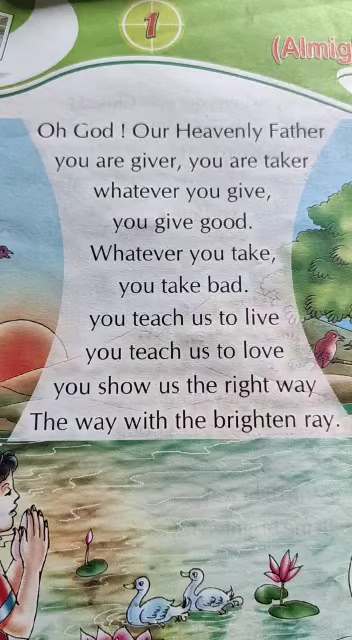 1
(Almig
Oh God ! Our Heavenly Father
you are giver, you are taker
whatever you give,
you give good.
Whatever you take,
you take bad.
you teach us to live
you teach us to love
you show us the right way
The way with the brighten ray.